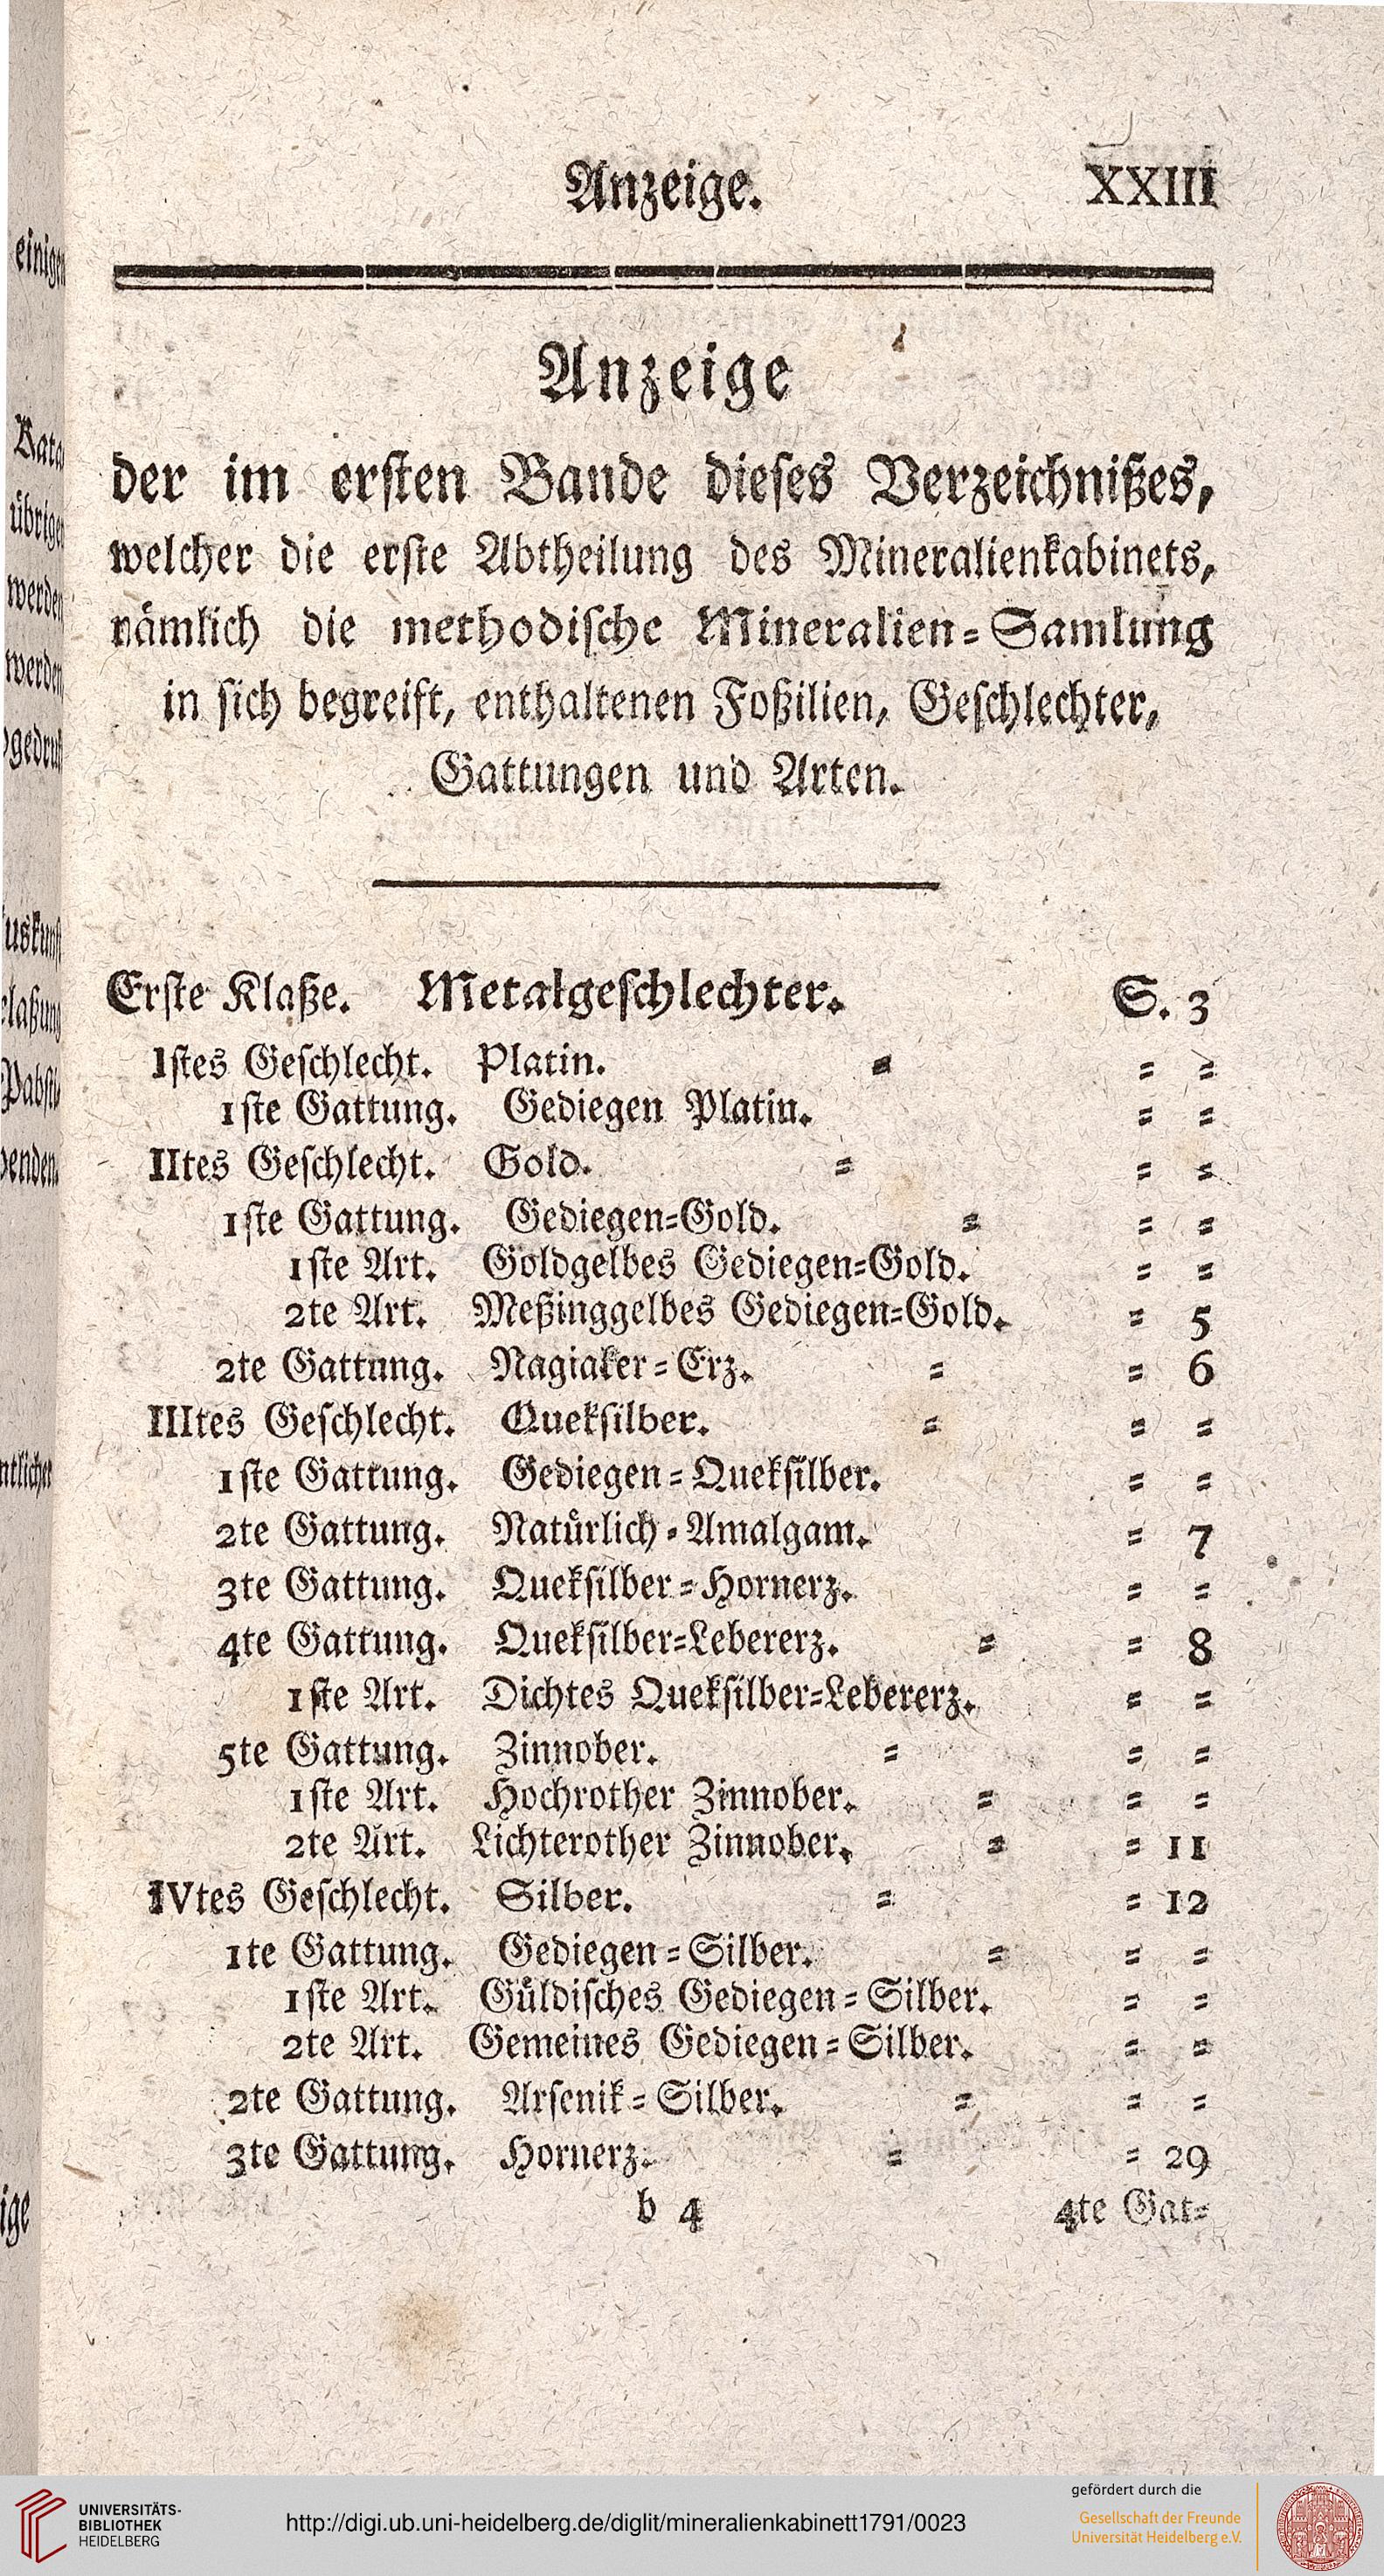 Anzeige. XXIII
Anzeige
der im ersten Bande dieses Verzeichnißes,
welcher die erste Abtheilung des Mineralienkabinets,
nämlich die methodische Mineralien=Samlung
in sich begreift, enthaltenen Foßilien, Geschlechter,
Gattungen und Arten.
Erste Klaße. Metalgeschlechter. S. 3
Istes Geschlecht. Platin. = = =
1ste Gattung. Gediegen Platin. = =
IItes Geschlecht. Gold. = = =
1ste Gattung. Gediegen=Gold. = = =
1ste Art. Goldgelbes Gediegen=Gold. = =
2te Art. Meßinggelbes Gediegen=Gold. = 5
2te Gattung. Nagiaker=Erz. = = 6
IIItes Geschlecht. Queksilber. = = =
1ste Gattung. Gediegen=Queksilber. = =
2te Gattung. Natürlich=Amalgam. = 7
3te Gattung. Queksilber=Hornerz. = =
4te Gattung. Queksilber=Lebererz. = = 8
1ste Art. Dichtes Queksilber=Lebererz. = =
5te Gattung. Zinnober. = = =
1ste Art. Hochrother Zinnober. = = =
2te Art. Lichterother Zinnober. = = 11
IVtes Geschlecht. Silber. = = 12
1te Gattung. Gediegen=Silber. = = =
1ste Art. Güldisches Gediegen=Silber. = =
2te Art. Gemeines Gediegen=Silber. = =
2te Gattung. Arsenik=Silber. = = =
3te Gattung. Hornerz. = = 29
b 4 4te Gat=
einigen
Kata
übrigen
werden
werden
ige
UNIVERSITÄTS-
BIBLIOTHEK
HEIDELBERG
http://digi.ub.uni-heidelberg.de/diglit/mineralienkabinett1791/0023
gefördert durch die
Gesellschaft der Freunde
Universität Heidelberg e.V.